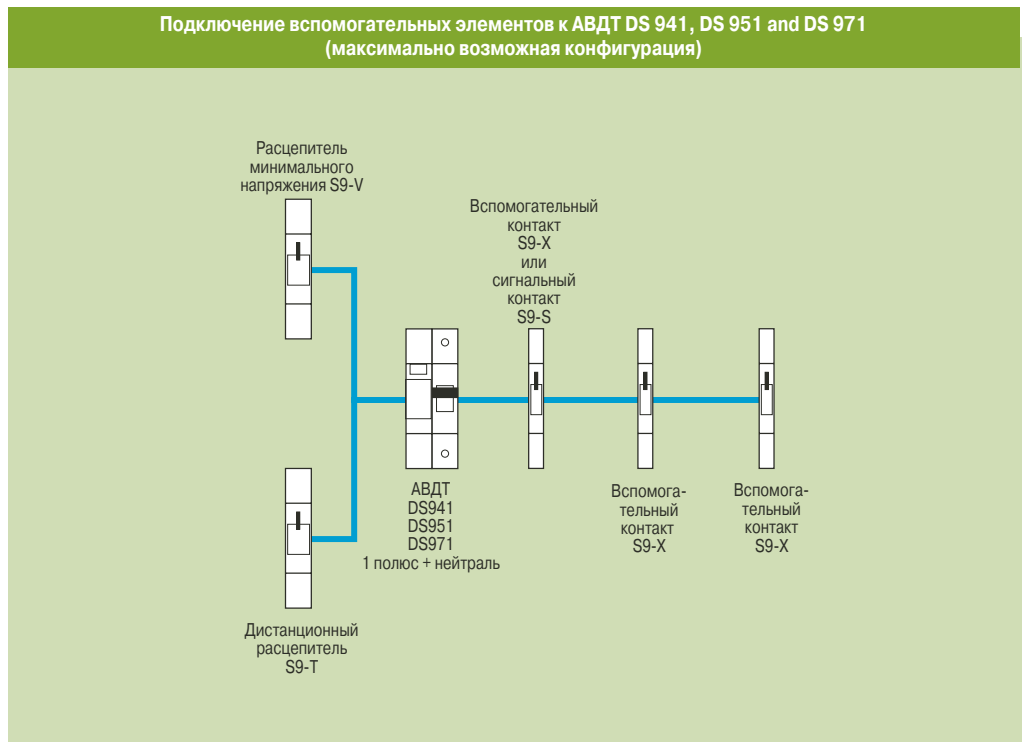 Подключение вспомогательных элементов к АВДТ DS 941, DS 951 and DS 971
(максимально возможная конфигурация)
Расцепитель
минимального
напряжения S9-V
Вспомогательный
контакт
S9-X
или
сигнальный
контакт
S9-S
АВДТ
DS941
DS951
DS971
1 полюс + нейтраль
Вспомога-
тельный
контакт
S9-X
Вспомога-
тельный
контакт
S9-X
Дистанционный
расцепитель
S9-T